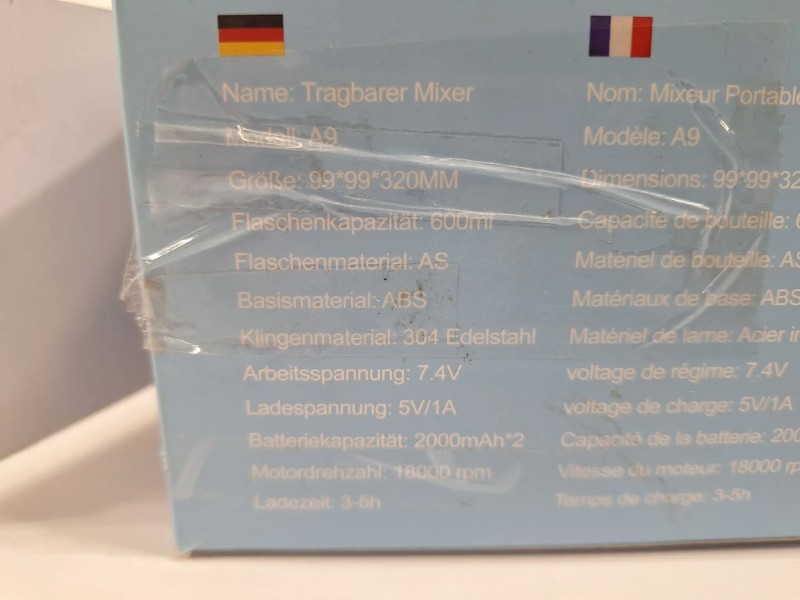 Name: Tragbarer Mixer
Modell: A9
Größe: 99*99*320MM
Flaschenkapazität: 600ml
Flaschenmaterial: AS
Basismaterial: ABS
Klingenmaterial: 304 Edelstahl
Arbeitsspannung: 7.4V
Ladespannung: 5V/1A
Batteriekapazität: 2000mAh*2
Motordrehzahl: 18000 rpm
Ladezeit: 3-5h
Nom: Mixeur Portable
Modèle: A9
Dimensions: 99*99*32
Capacité de bouteille:
Matériel de bouteille: AS
Matériaux de base: ABS
Matériel de lame: Acier in
voltage de régime: 7.4V
voltage de charge: 5V/1A
Capacité de la batterie: 200
Vitesse du moteur: 18000 rp
Temps de charge: 3-5h